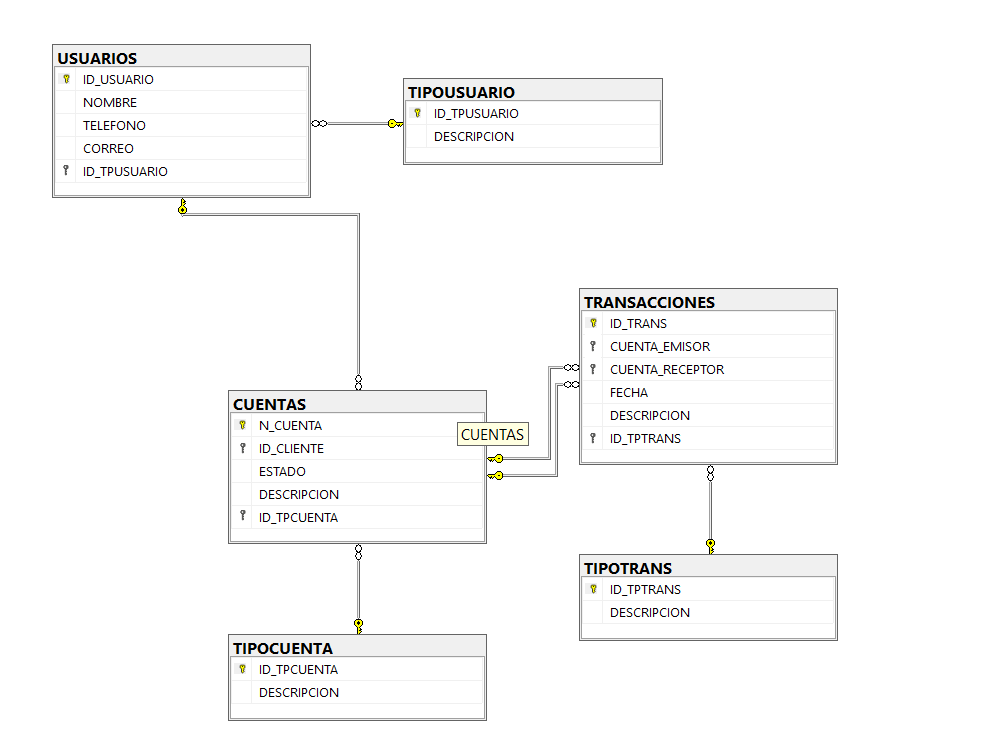 USUARIOS
ID_USUARIO
NOMBRE
TELEFONO
CORREO
ID_TPUSUARIO
TIPOUSUARIO
ID_TPUSUARIO
DESCRIPCION
TRANSACCIONES
ID_TRANS
CUENTA_EMISOR
CUENTA_RECEPTOR
FECHA
DESCRIPCION
ID_TPTRANS
CUENTAS
N_CUENTA
ID_CLIENTE
ESTADO
DESCRIPCION
ID_TPCUENTA
CUENTAS
TIPOTRANS
ID_TPTRANS
DESCRIPCION
TIPOCUENTA
ID_TPCUENTA
DESCRIPCION